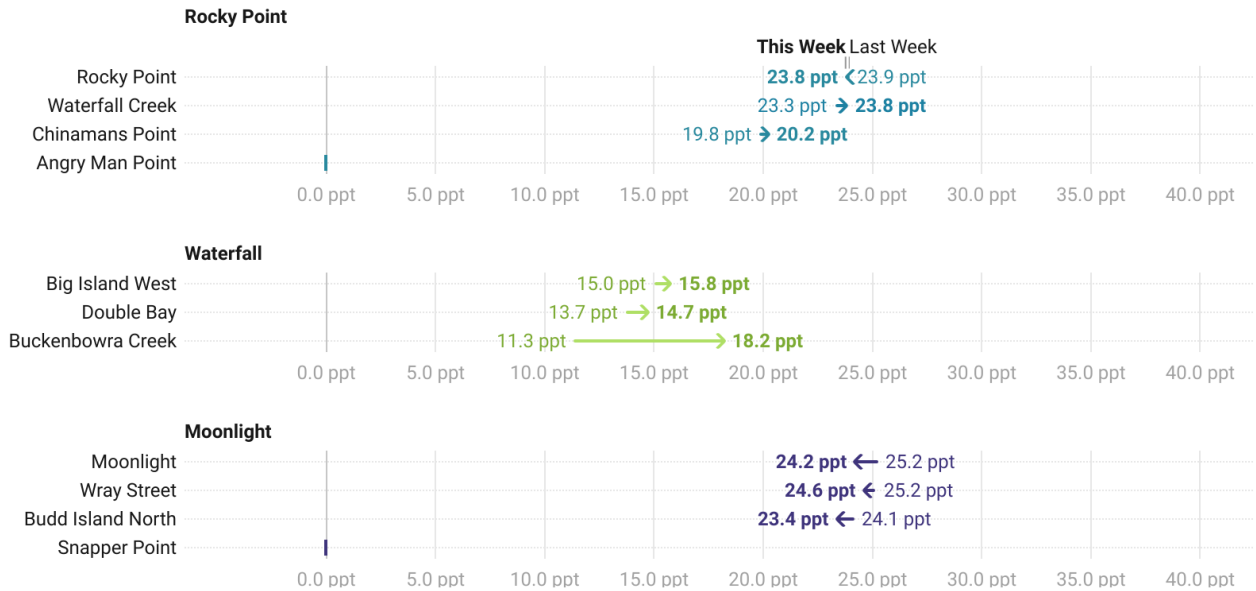 Rocky Point
This Week Last Week
Rocky Point 23.8 ppt 23.9 ppt
Waterfall Creek 23.3 ppt 23.8 ppt
Chinamans Point 19.8 ppt 20.2 ppt
Angry Man Point
0.0 ppt 5.0 ppt 10.0 ppt 15.0 ppt 20.0 ppt 25.0 ppt 30.0 ppt 35.0 ppt 40.0 ppt
Waterfall
Big Island West 15.0 ppt 15.8 ppt
Double Bay 13.7 ppt 14.7 ppt
Buckenbowra Creek 11.3 ppt 18.2 ppt
0.0 ppt 5.0 ppt 10.0 ppt 15.0 ppt 20.0 ppt 25.0 ppt 30.0 ppt 35.0 ppt 40.0 ppt
Moonlight
Moonlight 24.2 ppt 25.2 ppt
Wray Street 24.6 ppt 25.2 ppt
Budd Island North 23.4 ppt 24.1 ppt
Snapper Point
0.0 ppt 5.0 ppt 10.0 ppt 15.0 ppt 20.0 ppt 25.0 ppt 30.0 ppt 35.0 ppt 40.0 ppt